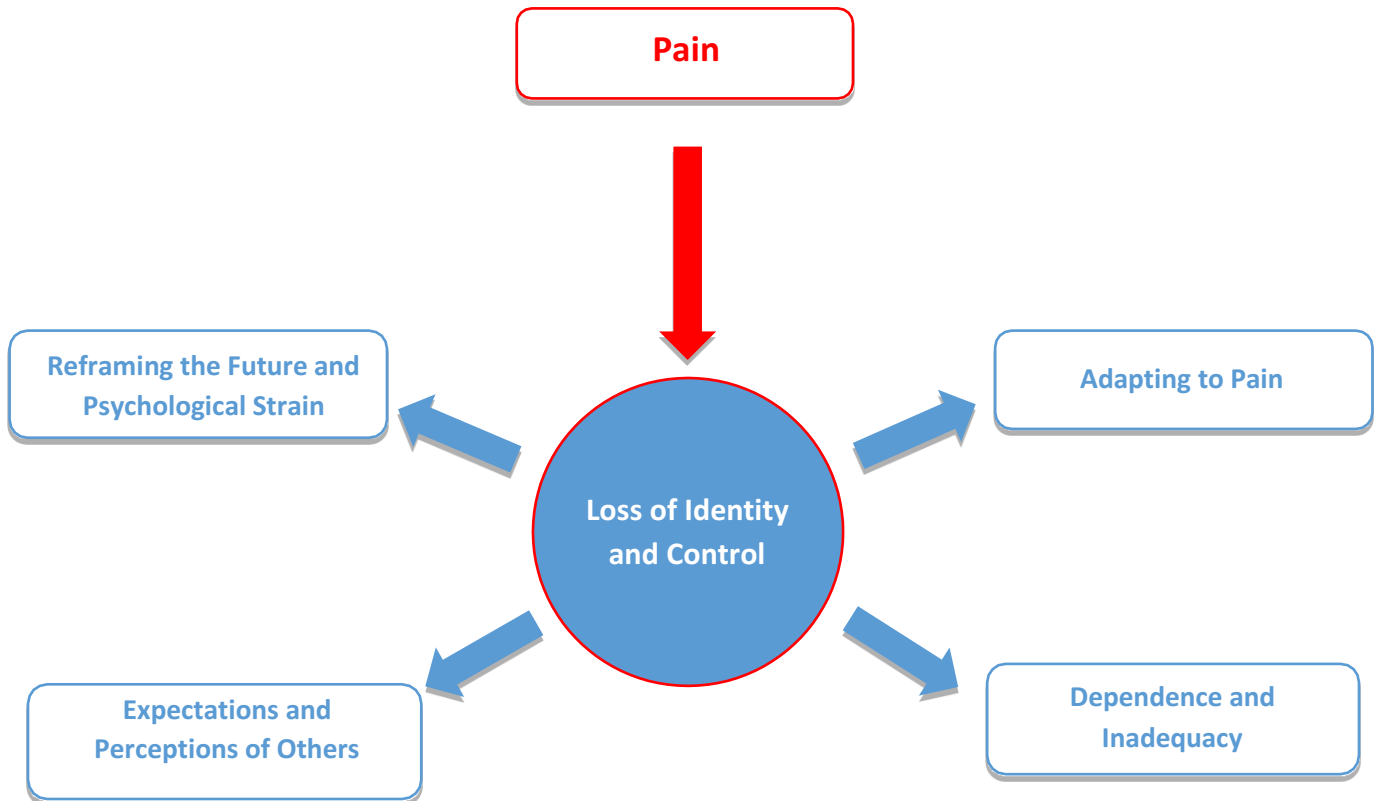 Pain
Reframing the Future and
Psychological Strain
Adapting to Pain
Loss of Identity
and Control
Expectations and
Perceptions of Others
Dependence and
Inadequacy